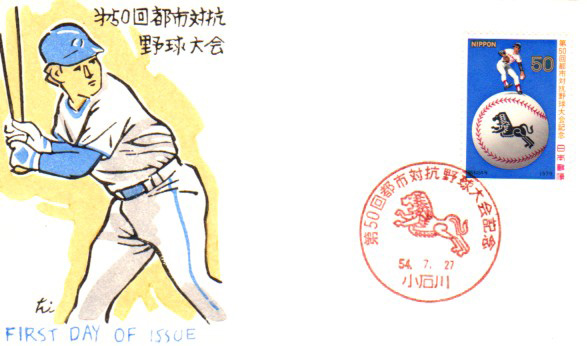 第50回都市対抗
野球大会
FIRST DAY OF ISSUE
NIPPON
50
第50回都市対抗野球大会記念
日本郵便
1979
第50回都市対抗野球大会記念
54. 7. 27
小石川